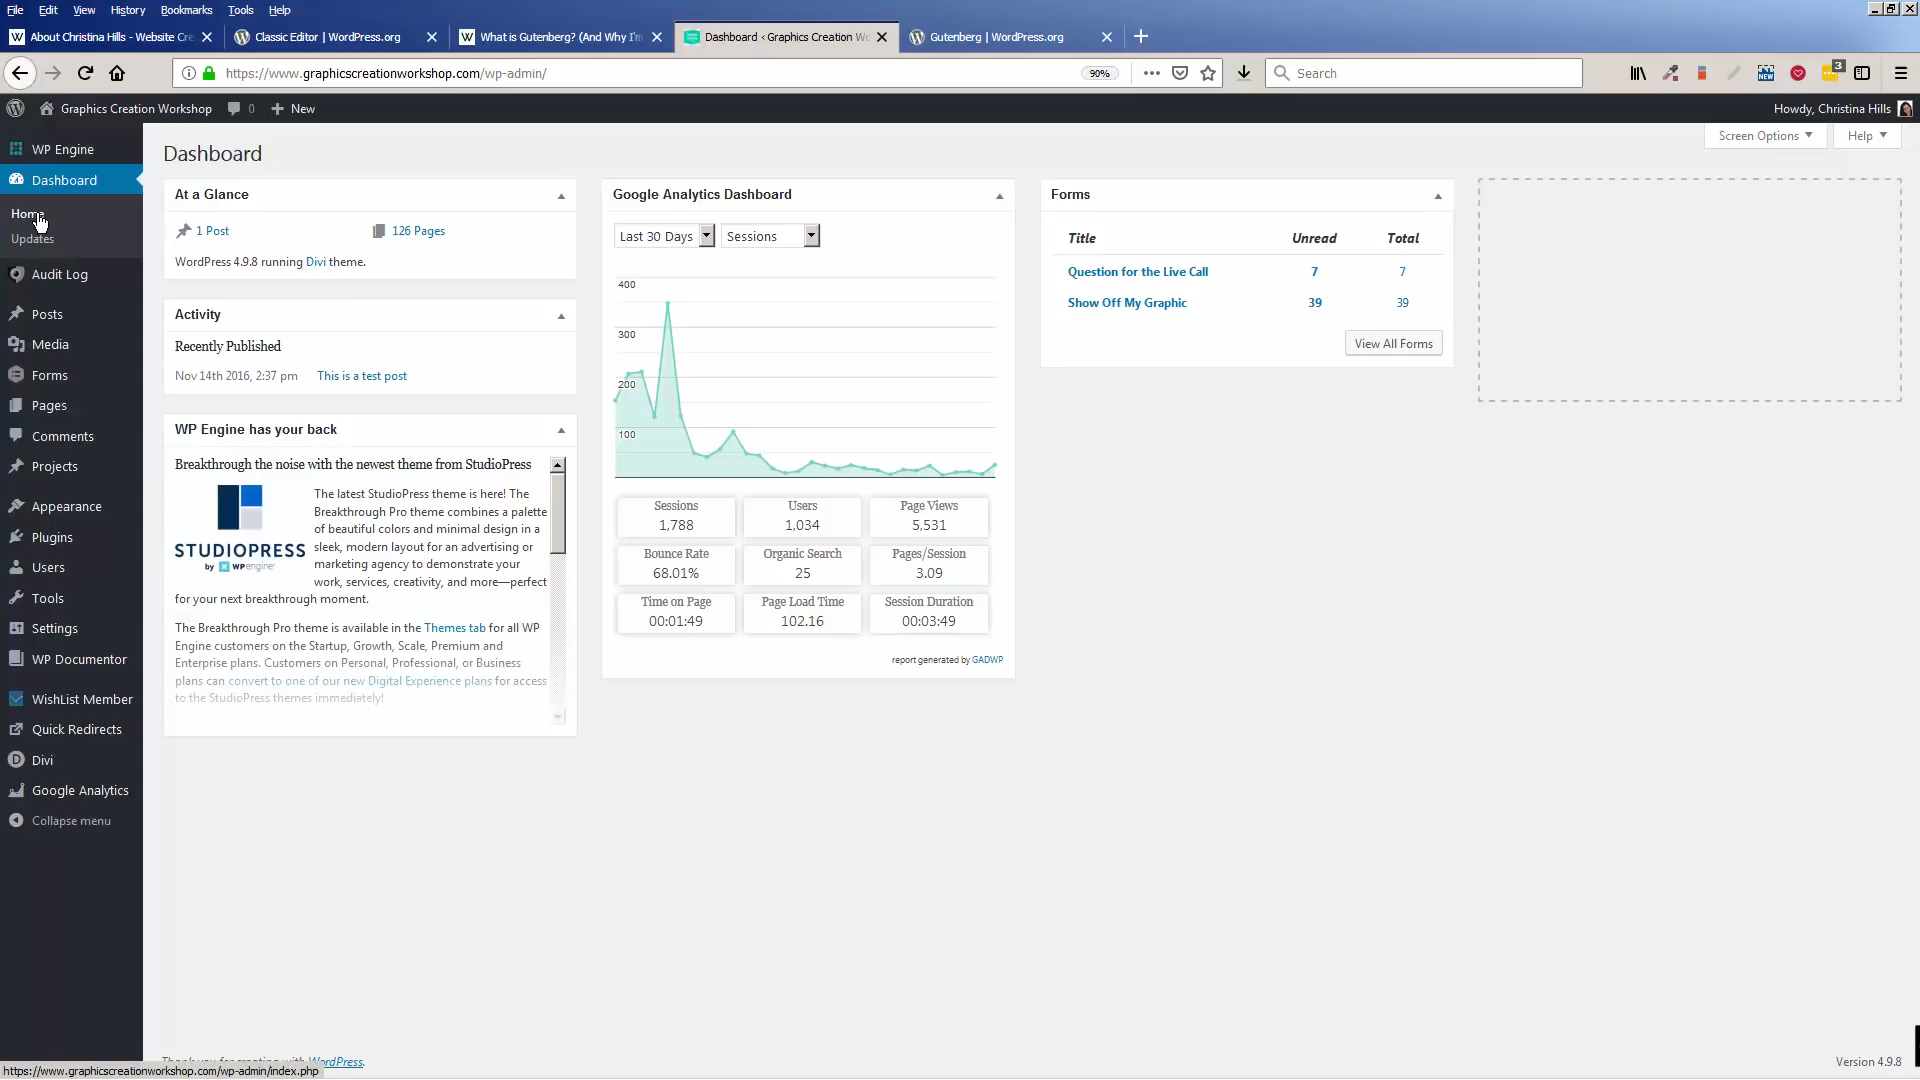 File Edit View History Bookmarks Tools Help
About Christina Hills - Website Cre
Classic Editor | WordPress.org
What is Gutenberg? (And Why I'm
Dashboard ‹ Graphics Creation Wo
Gutenberg | WordPress.org
https://www.graphicscreationworkshop.com/wp-admin/
90%
Search
NEW
3
Graphics Creation Workshop
0
New
Howdy, Christina Hills
WP Engine
Dashboard
Home
Updates
Audit Log
Posts
Media
Forms
Pages
Comments
Projects
Appearance
Plugins
Users
Tools
Settings
WP Documentor
WishList Member
Quick Redirects
Divi
Google Analytics
Collapse menu
Screen Options
Help
Dashboard
At a Glance
1 Post
126 Pages
WordPress 4.9.8 running Divi theme.
Activity
Recently Published
Nov 14th 2016, 2:37 pm This is a test post
WP Engine has your back
Breakthrough the noise with the newest theme from StudioPress
STUDIOPRESS
by WPengine
The latest StudioPress theme is here! The
Breakthrough Pro theme combines a palette
of beautiful colors and minimal design in a
sleek, modern layout for an advertising or
marketing agency to demonstrate your
work, services, creativity, and more—perfect
for your next breakthrough moment.
The Breakthrough Pro theme is available in the Themes tab for all WP
Engine customers on the Startup, Growth, Scale, Premium and
Enterprise plans. Customers on Personal, Professional, or Business
plans can convert to one of our new Digital Experience plans for access
to the StudioPress themes immediately!
Google Analytics Dashboard
Last 30 Days
Sessions
400
300
200
100
Sessions
1,788
Users
1,034
Page Views
5,531
Bounce Rate
68.01%
Organic Search
25
Pages/Session
3.09
Time on Page
00:01:49
Page Load Time
102.16
Session Duration
00:03:49
report generated by GADWP
Forms
Title Unread Total
Question for the Live Call 7 7
Show Off My Graphic 39 39
View All Forms
Thank you for creating with WordPress.
Version 4.9.8
https://www.graphicscreationworkshop.com/wp-admin/index.php